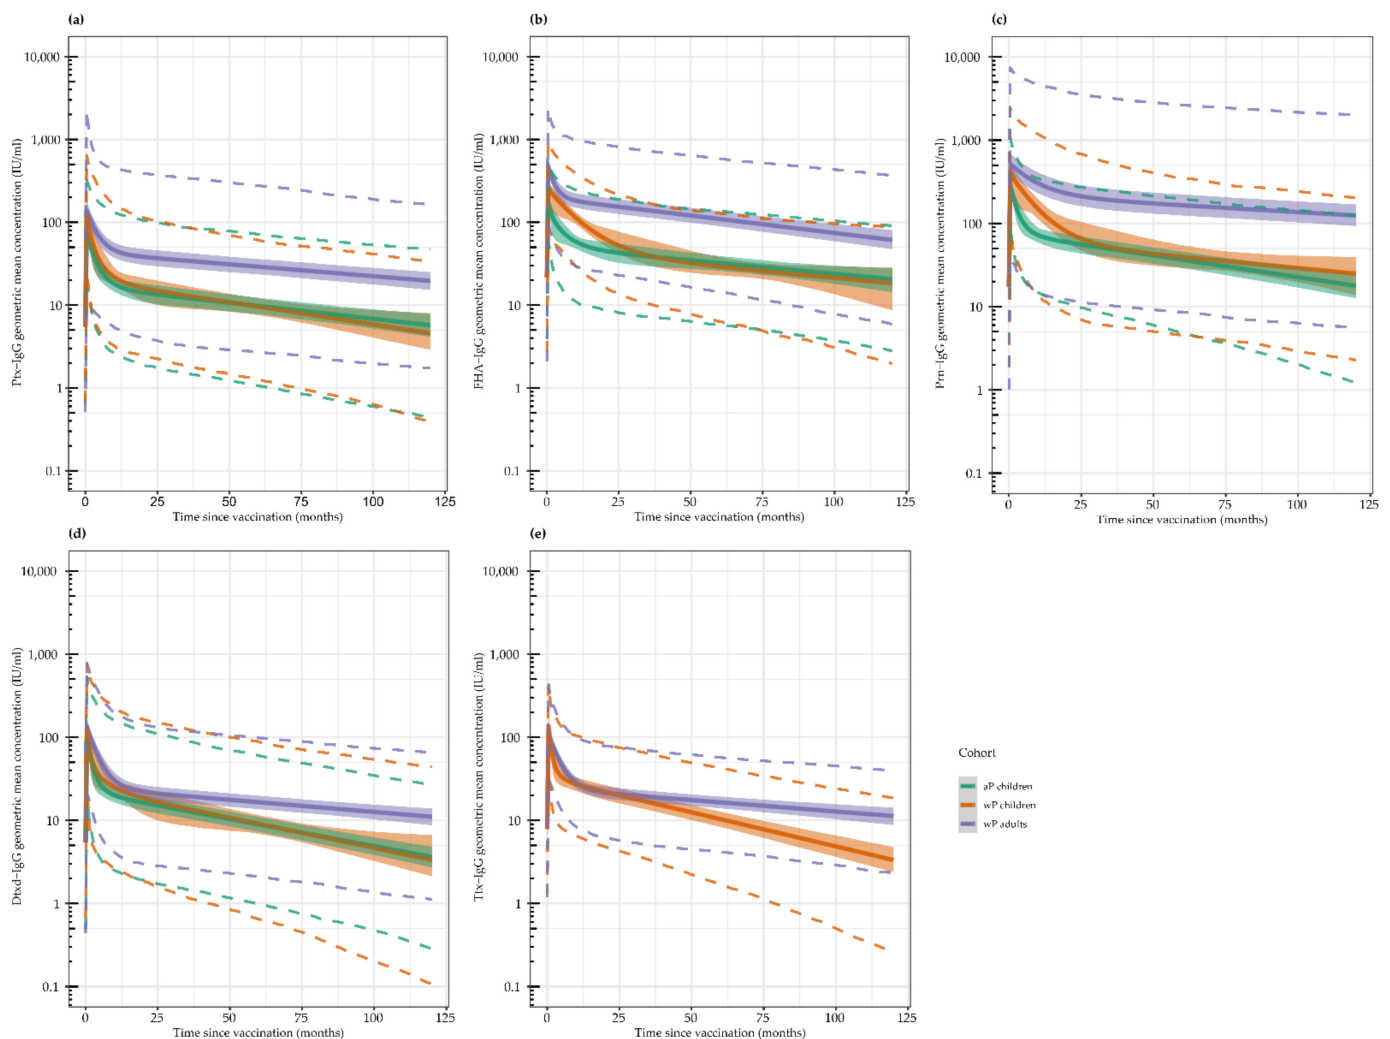 (a)
(b)
(c)
10,000
1,000
100
10
1
0.1
Ptx-IgG geometric mean concentration (IU/ml)
0 25 50 75 100 125
Time since vaccination (months)
10,000
1,000
100
10
1
0.1
FHA-IgG geometric mean concentration (IU/ml)
0 25 50 75 100 125
Time since vaccination (months)
10,000
1,000
100
10
1
0.1
Prn-IgG geometric mean concentration (IU/ml)
0 25 50 75 100 125
Time since vaccination (months)
(d)
(e)
10,000
1,000
100
10
1
0.1
Dtxd-IgG geometric mean concentration (IU/ml)
0 25 50 75 100 125
Time since vaccination (months)
10,000
1,000
100
10
1
0.1
Ttx-IgG geometric mean concentration (IU/ml)
0 25 50 75 100 125
Time since vaccination (months)
Cohort
aP children
wP children
wP adults